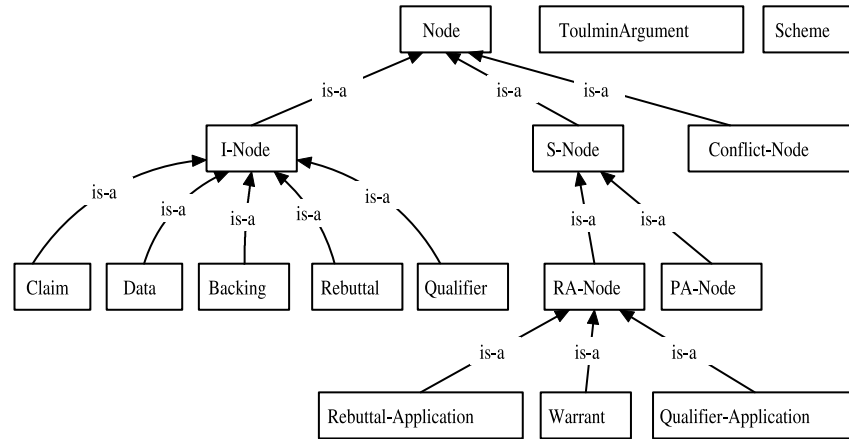 Node
ToulminArgument
Scheme
is-a
is-a
is-a
I-Node
S-Node
Conflict-Node
is-a
is-a
is-a
is-a
is-a
is-a
is-a
Claim
Data
Backing
Rebuttal
Qualifier
RA-Node
PA-Node
is-a
is-a
is-a
Rebuttal-Application
Warrant
Qualifier-Application